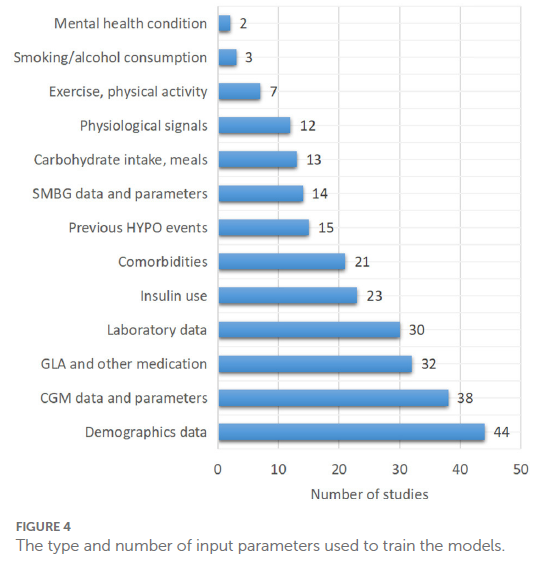 Mental health condition 2
Smoking/alcohol consumption 3
Exercise, physical activity 7
Physiological signals 12
Carbohydrate intake, meals 13
SMBG data and parameters 14
Previous HYPO events 15
Comorbidities 21
Insulin use 23
Laboratory data 30
GLA and other medication 32
CGM data and parameters 38
Demographics data 44
0 10 20 30 40 50
Number of studies
FIGURE 4
The type and number of input parameters used to train the models.